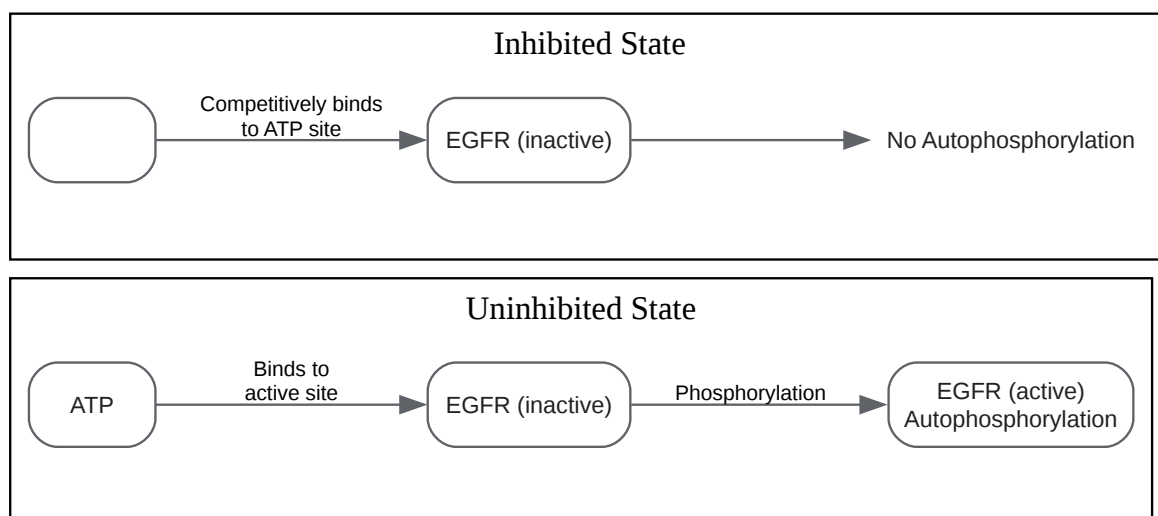 Inhibited State
Competitively binds
to ATP site
EGFR (inactive)
No Autophosphorylation
Uninhibited State
ATP
Binds to
active site
EGFR (inactive)
Phosphorylation
EGFR (active)
Autophosphorylation